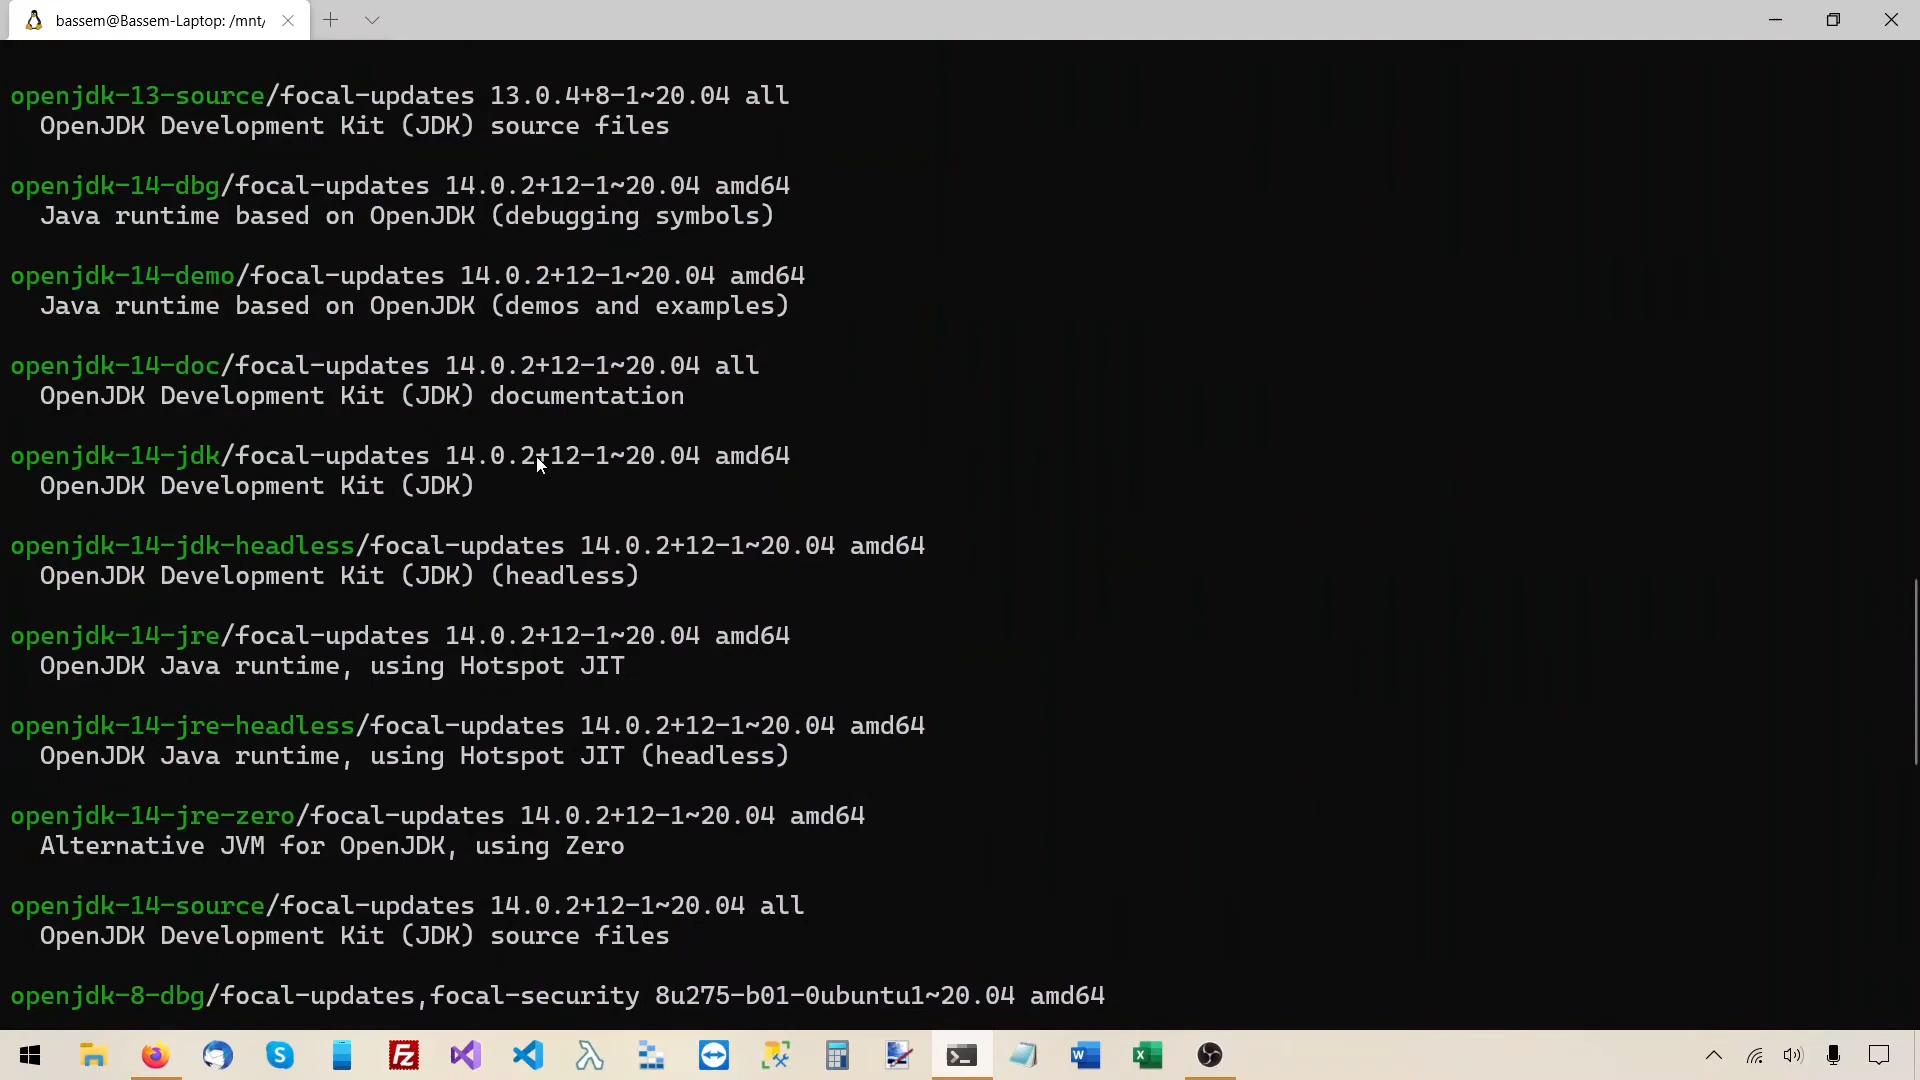 bassem@Bassem-Laptop: /mnt/
openjdk-13-source/focal-updates 13.0.4+8-1~20.04 all
OpenJDK Development Kit (JDK) source files
openjdk-14-dbg/focal-updates 14.0.2+12-1~20.04 amd64
Java runtime based on OpenJDK (debugging symbols)
openjdk-14-demo/focal-updates 14.0.2+12-1~20.04 amd64
Java runtime based on OpenJDK (demos and examples)
openjdk-14-doc/focal-updates 14.0.2+12-1~20.04 all
OpenJDK Development Kit (JDK) documentation
openjdk-14-jdk/focal-updates 14.0.2+12-1~20.04 amd64
OpenJDK Development Kit (JDK)
openjdk-14-jdk-headless/focal-updates 14.0.2+12-1~20.04 amd64
OpenJDK Development Kit (JDK) (headless)
openjdk-14-jre/focal-updates 14.0.2+12-1~20.04 amd64
OpenJDK Java runtime, using Hotspot JIT
openjdk-14-jre-headless/focal-updates 14.0.2+12-1~20.04 amd64
OpenJDK Java runtime, using Hotspot JIT (headless)
openjdk-14-jre-zero/focal-updates 14.0.2+12-1~20.04 amd64
Alternative JVM for OpenJDK, using Zero
openjdk-14-source/focal-updates 14.0.2+12-1~20.04 all
OpenJDK Development Kit (JDK) source files
openjdk-8-dbg/focal-updates,focal-security 8u275-b01-0ubuntu1~20.04 amd64